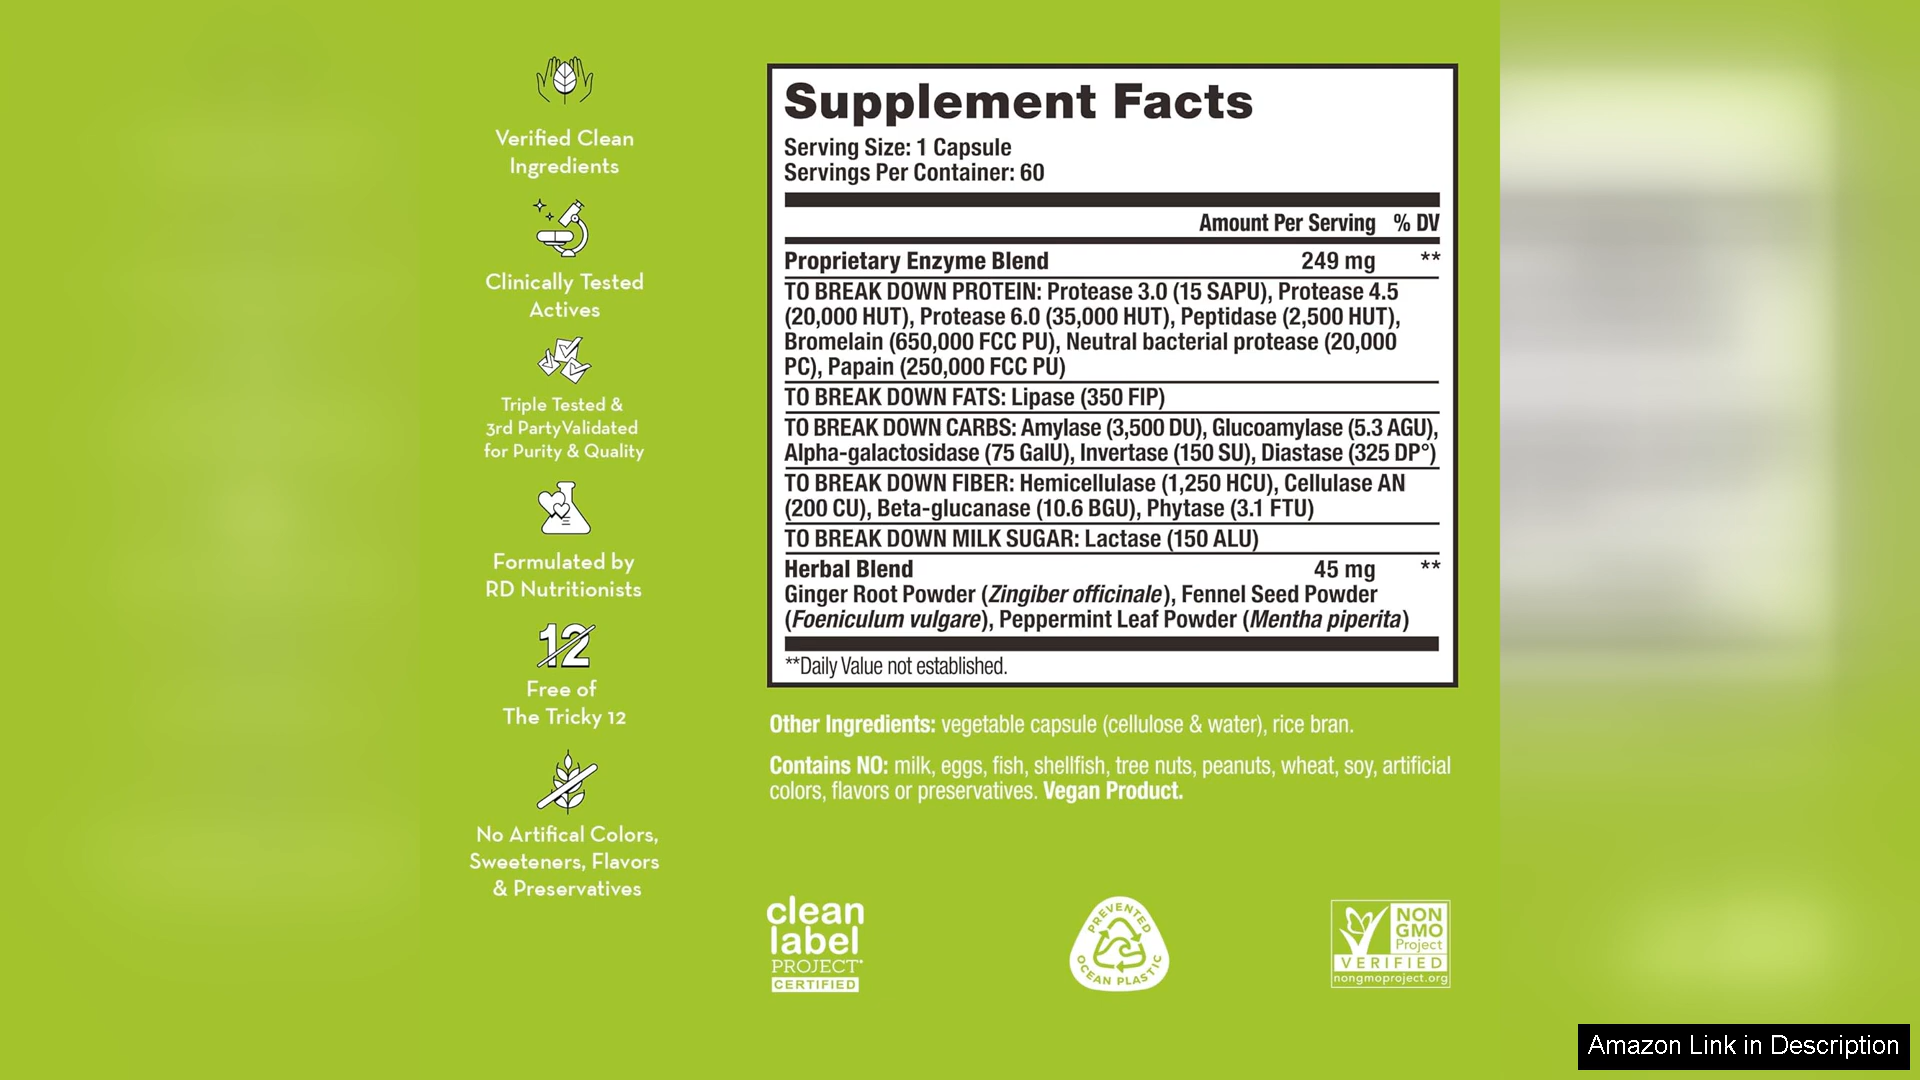 Verified Clean
Ingredients
Clinically Tested
Actives
Triple Tested &
3rd PartyValidated
for Purity & Quality
Formulated by
RD Nutritionists
12
Free of
The Tricky 12
No Artifical Colors,
Sweeteners, Flavors
& Preservatives
Supplement Facts
Serving Size: 1 Capsule
Servings Per Container: 60
Amount Per Serving % DV
Proprietary Enzyme Blend 249 mg **
TO BREAK DOWN PROTEIN: Protease 3.0 (15 SAPU), Protease 4.5
(20,000 HUT), Protease 6.0 (35,000 HUT), Peptidase (2,500 HUT),
Bromelain (650,000 FCC PU), Neutral bacterial protease (20,000
PC), Papain (250,000 FCC PU)
TO BREAK DOWN FATS: Lipase (350 FIP)
TO BREAK DOWN CARBS: Amylase (3,500 DU), Glucoamylase (5.3 AGU),
Alpha-galactosidase (75 GalU), Invertase (150 SU), Diastase (325 DP°)
TO BREAK DOWN FIBER: Hemicellulase (1,250 HCU), Cellulase AN
(200 CU), Beta-glucanase (10.6 BGU), Phytase (3.1 FTU)
TO BREAK DOWN MILK SUGAR: Lactase (150 ALU)
Herbal Blend 45 mg **
Ginger Root Powder (Zingiber officinale), Fennel Seed Powder
(Foeniculum vulgare), Peppermint Leaf Powder (Mentha piperita)
**Daily Value not established.
Other Ingredients: vegetable capsule (cellulose & water), rice bran.
Contains NO: milk, eggs, fish, shellfish, tree nuts, peanuts, wheat, soy, artificial
colors, flavors or preservatives. Vegan Product.
clean
label
PROJECT
CERTIFIED
PREVENTED
OCEAN PLASTIC
NON
GMO
Project
VERIFIED
nongmoproject.org
Amazon Link in Description